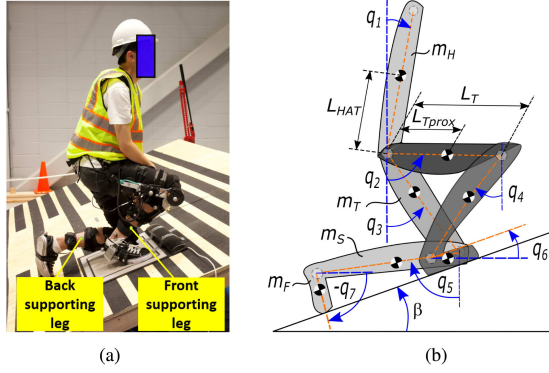 Back
supporting
leg
Front
supporting
leg
(a)
q1
mH
LHAT
LT
LTprox
q2
mT
q3
q4
mS
mF
-q7
q5
q6
β
(b)